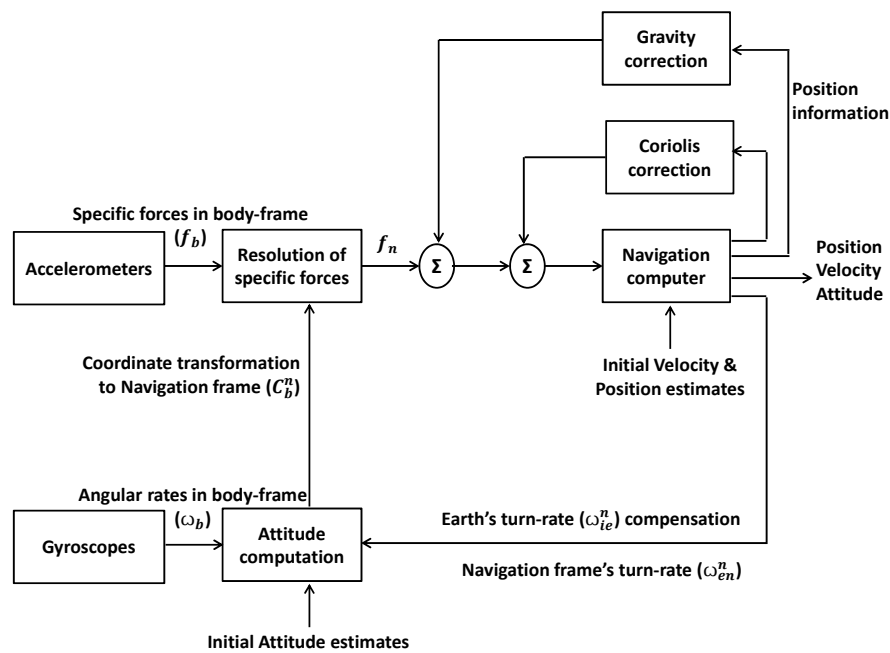 Gravity
correction
Position
information
Coriolis
correction
Specific forces in body-frame
(f_b)
Accelerometers
Resolution of
specific forces
f_n
Σ
Σ
Navigation
computer
Position
Velocity
Attitude
Coordinate transformation
to Navigation frame (C_b^n)
Initial Velocity &
Position estimates
Angular rates in body-frame
(ω_b)
Gyroscopes
Attitude
computation
Earth's turn-rate (ω_ie^n) compensation
Navigation frame's turn-rate (ω_en^n)
Initial Attitude estimates